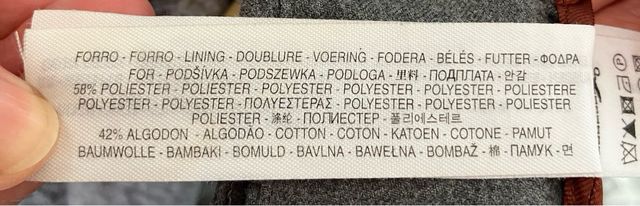 FORRO - FORRO - LINING - DOUBLURE - VOERING - FODERA - BÉLÉS - FUTTER - ΦΟΔΡΑ
FOR - PODŠÍVKA - PODSZEWKA - PODLOGA - 里料 - ПОДПЛАТА - 안감
58% POLIESTER - POLIESTER - POLYESTER - POLYESTER - POLYESTER - POLIESTERE
POLYESTER - POLYESTER - ΠΟΛΥΕΣΤΕΡΑΣ - POLYESTER - POLYESTER - POLIESTER
POLIESTER - 涤纶 - ПОЛИЕСТЕР - 폴리에스테르
42% ALGODON - ALGODÃO - COTTON - COTON - KATOEN - COTONE - PAMUT
BAUMWOLLE - BAMBAKI - BOMULD - BAVLNA - BAWEŁNA - BOMBAŽ - 棉 - ПАМУК - 면